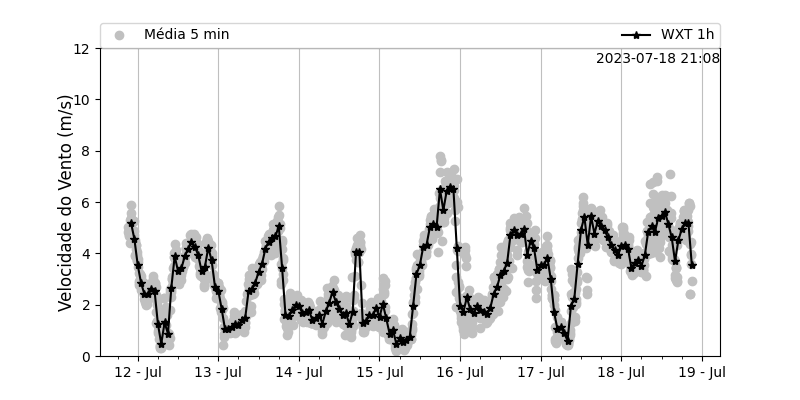 Média 5 min WXT 1h
2023-07-18 21:08
Velocidade do Vento (m/s)
12
10
8
6
4
2
0
12 - Jul 13 - Jul 14 - Jul 15 - Jul 16 - Jul 17 - Jul 18 - Jul 19 - Jul